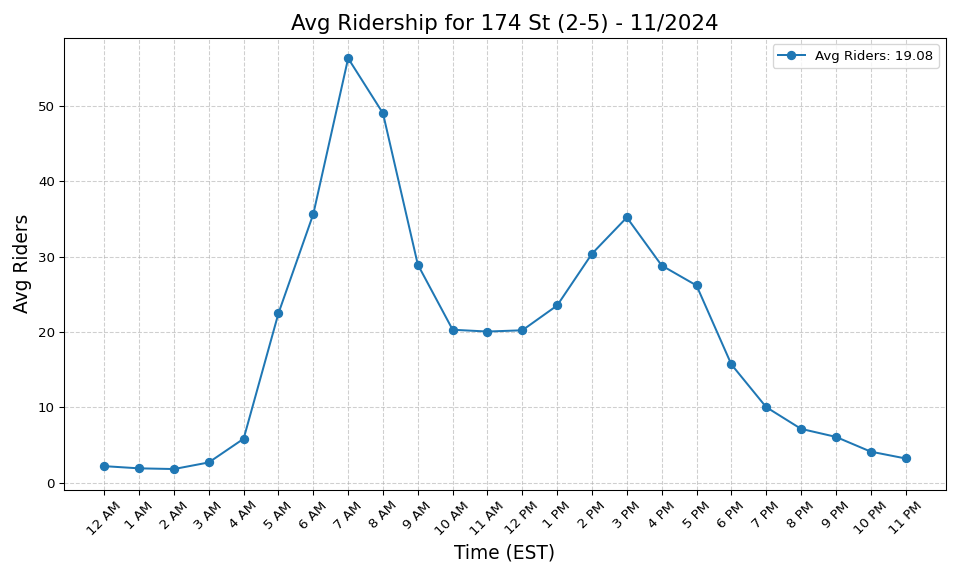 Avg Ridership for 174 St (2-5) - 11/2024
Avg Riders: 19.08
Avg Riders
50
40
30
20
10
0
12 AM
1 AM
2 AM
3 AM
4 AM
5 AM
6 AM
7 AM
8 AM
9 AM
10 AM
11 AM
12 PM
1 PM
2 PM
3 PM
4 PM
5 PM
6 PM
7 PM
8 PM
9 PM
10 PM
11 PM
Time (EST)